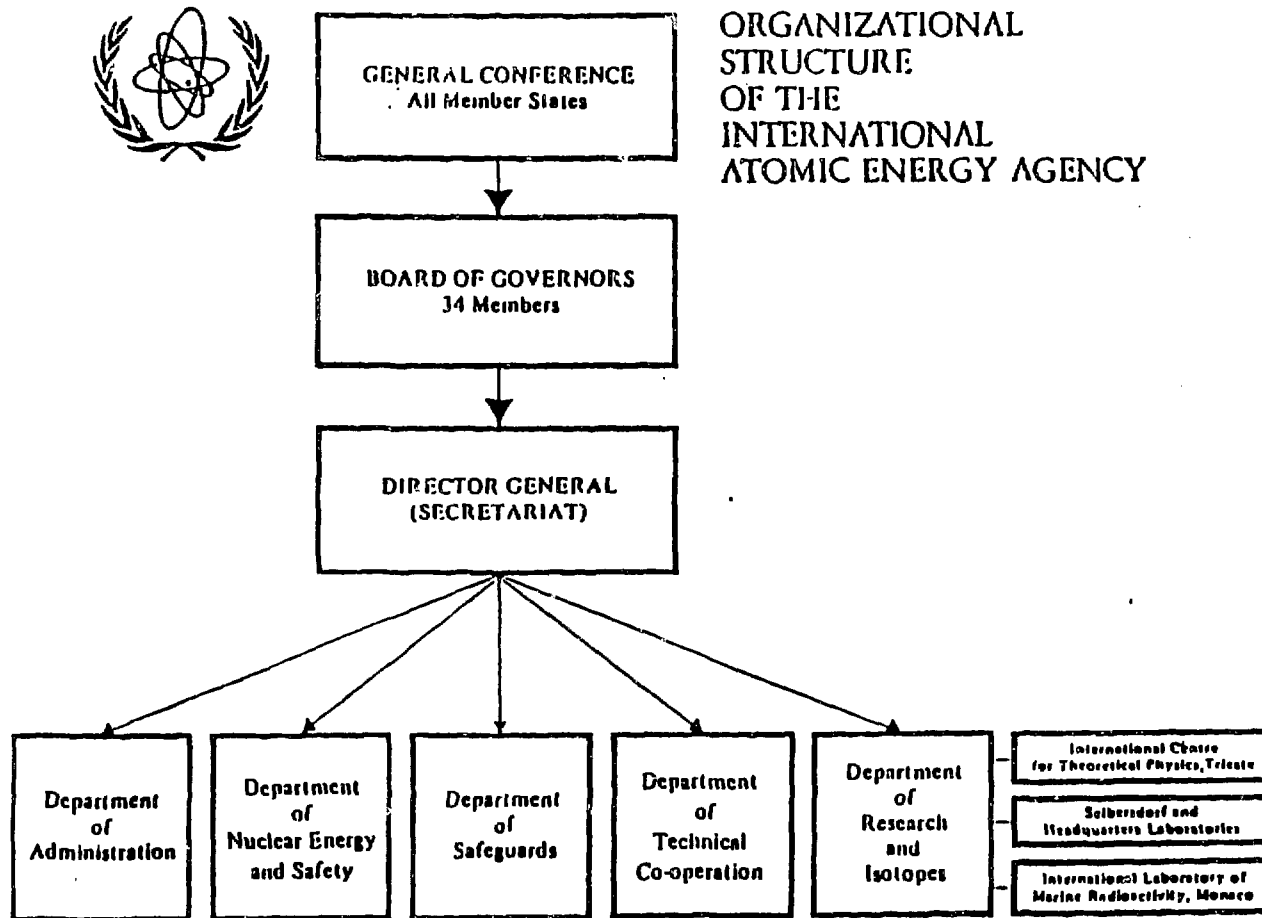 ORGANIZATIONAL
STRUCTURE
OF THE
INTERNATIONAL
ATOMIC ENERGY AGENCY
GENERAL CONFERENCE
All Member States
BOARD OF GOVERNORS
34 Members
DIRECTOR GENERAL
(SECRETARIAT)
Department
of
Administration
Department
of
Nuclear Energy
and Safety
Department
of
Safeguards
Department
of
Technical
Co-operation
Department
of
Research
and
Isotopes
International Centre
for Theoretical Physics, Trieste
Seibersdorf and
Headquarters Laboratories
International Laboratory of
Marine Radioactivity, Monaco